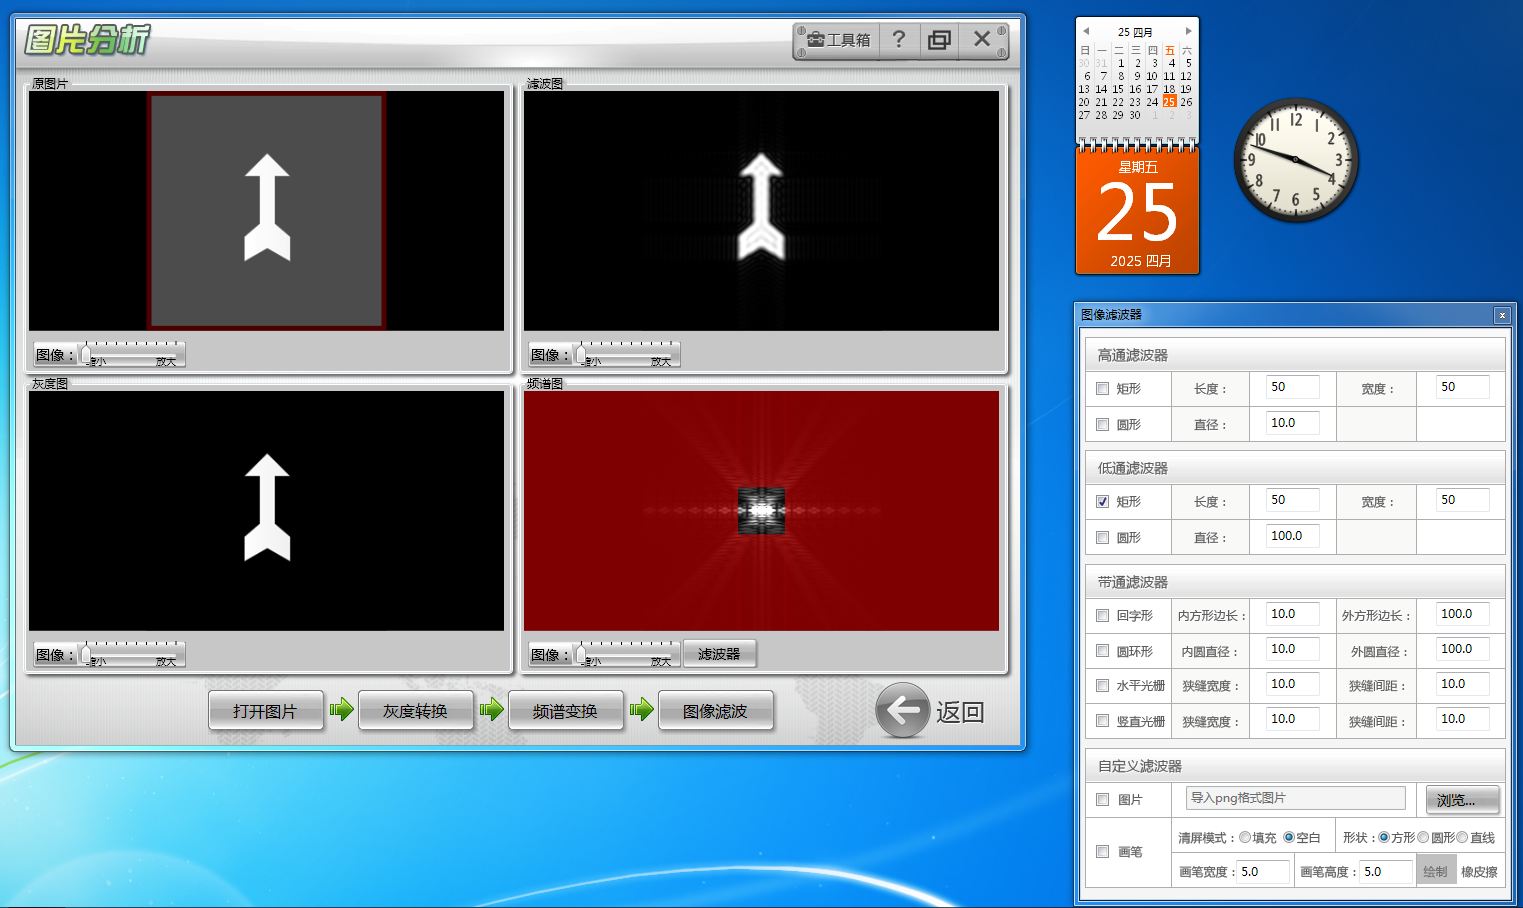 图片分析
工具箱 ?
原图片
图像： 缩小 放大
滤波图
图像： 缩小 放大
灰度图
图像： 缩小 放大
频谱图
图像： 缩小 放大 滤波器
打开图片 灰度转换 频谱变换 图像滤波 返回
25 四月
日 一 二 三 四 五 六
30 31 1 2 3 4 5
6 7 8 9 10 11 12
13 14 15 16 17 18 19
20 21 22 23 24 25 26
27 28 29 30 1 2 3
星期五
25
2025 四月
12 1 2 3 4 5 6 7 8 9 10 11
图像滤波器
高通滤波器
矩形 长度： 50 宽度： 50
圆形 直径： 10.0
低通滤波器
矩形 长度： 50 宽度： 50
圆形 直径： 100.0
带通滤波器
回字形 内方形边长： 10.0 外方形边长： 100.0
圆环形 内圆直径： 10.0 外圆直径： 100.0
水平光栅 狭缝宽度： 10.0 狭缝间距： 10.0
竖直光栅 狭缝宽度： 10.0 狭缝间距： 10.0
自定义滤波器
图片 导入png格式图片 浏览...
画笔 清屏模式： 填充 空白 形状： 方形 圆形 直线
画笔宽度： 5.0 画笔高度： 5.0 绘制 橡皮擦